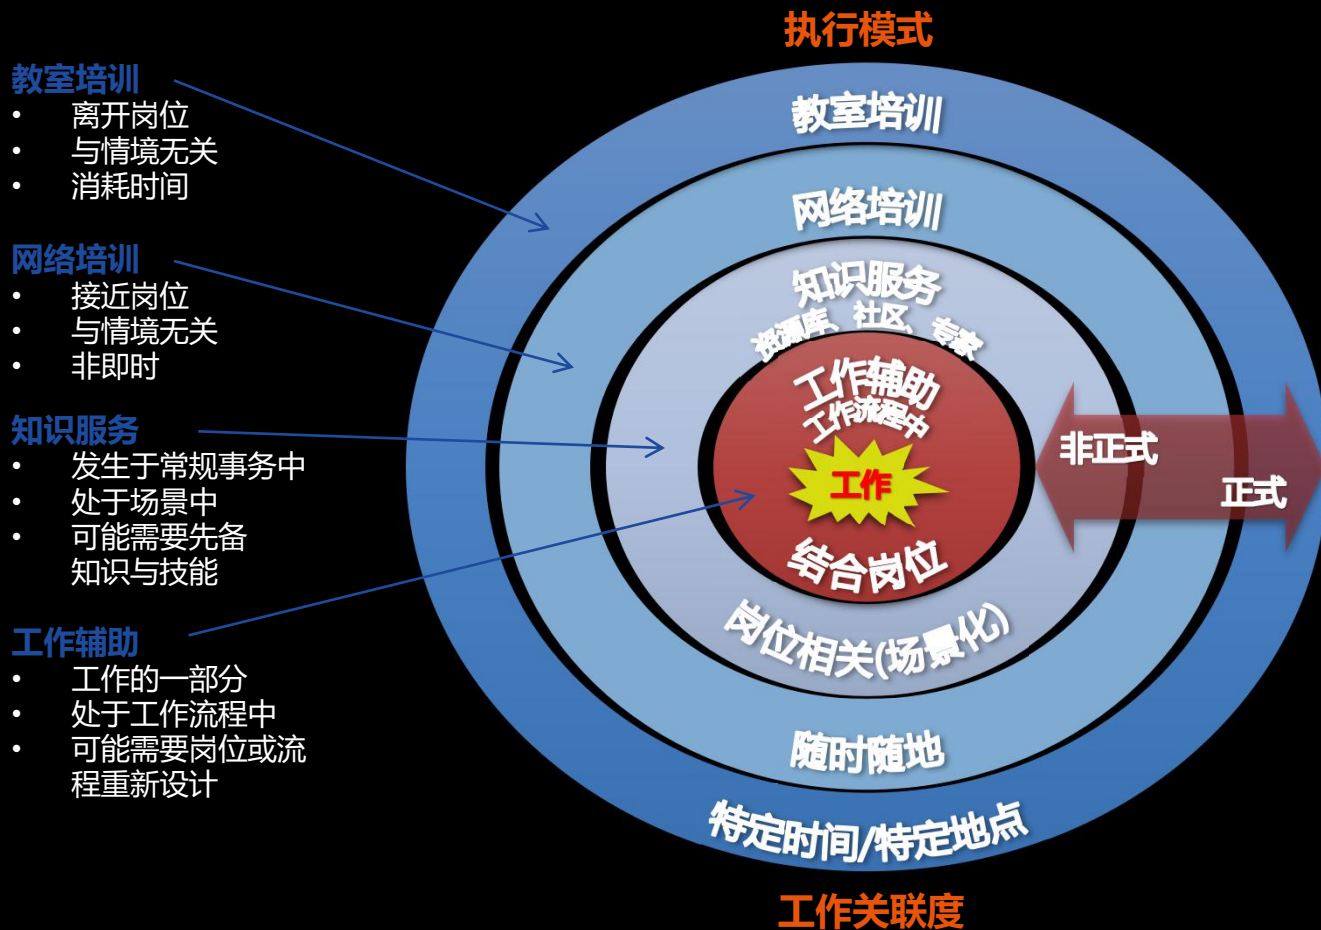 执行模式
教室培训
• 离开岗位
• 与情境无关
• 消耗时间
网络培训
• 接近岗位
• 与情境无关
• 非即时
知识服务
• 发生于常规事务中
• 处于场景中
• 可能需要先备
知识与技能
工作辅助
• 工作的一部分
• 处于工作流程中
• 可能需要岗位或流
程重新设计
教室培训
网络培训
知识服务
资源库、社区、专家
工作辅助
工作流程中
工作
结合岗位
岗位相关(场景化)
随时随地
特定时间/特定地点
非正式
正式
工作关联度